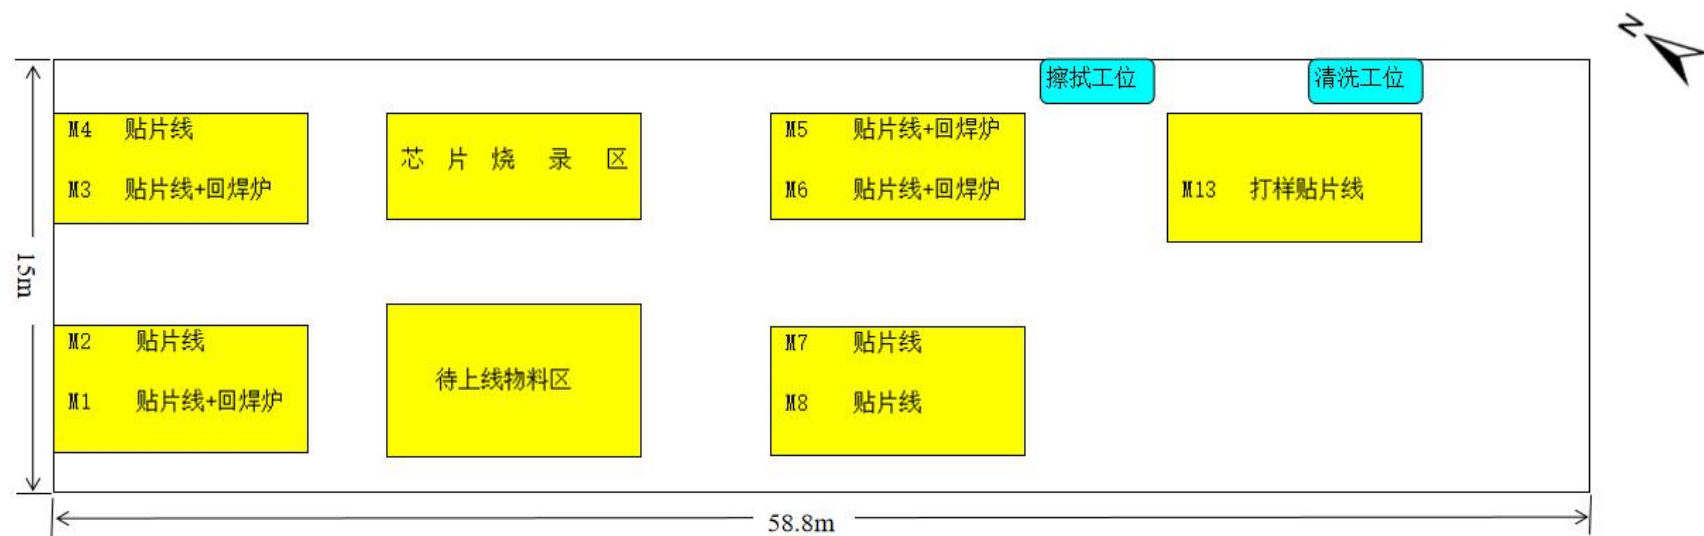 N
擦拭工位
清洗工位
M4 贴片线
M3 贴片线+回焊炉
芯 片 烧 录 区
M5 贴片线+回焊炉
M6 贴片线+回焊炉
M13 打样贴片线
15m
M2 贴片线
M1 贴片线+回焊炉
待上线物料区
M7 贴片线
M8 贴片线
58.8m